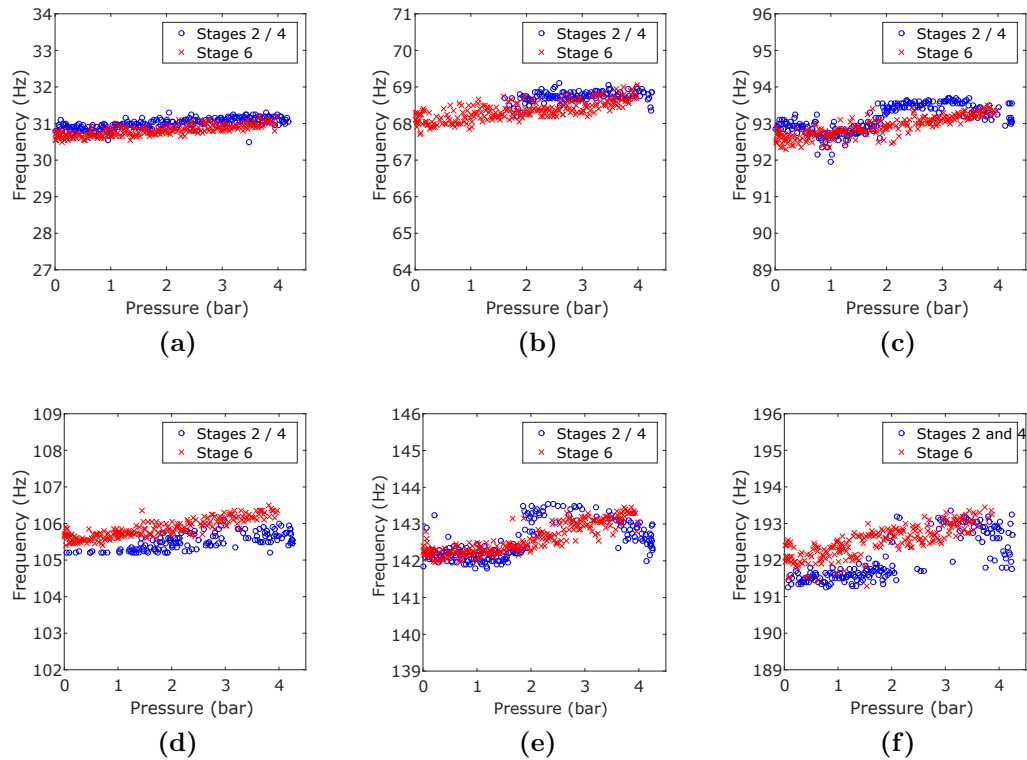 34
33
32
31
30
29
28
27
Frequency (Hz)
0 1 2 3 4
Pressure (bar)
Stages 2 / 4
Stage 6
(a)
71
70
69
68
67
66
65
64
Frequency (Hz)
0 1 2 3 4
Pressure (bar)
Stages 2 / 4
Stage 6
(b)
96
95
94
93
92
91
90
89
Frequency (Hz)
0 1 2 3 4
Pressure (bar)
Stages 2 / 4
Stage 6
(c)
109
108
107
106
105
104
103
102
Frequency (Hz)
0 1 2 3 4
Pressure (bar)
Stages 2 / 4
Stage 6
(d)
146
145
144
143
142
141
140
139
Frequency (Hz)
0 1 2 3 4
Pressure (bar)
Stages 2 / 4
Stage 6
(e)
196
195
194
193
192
191
190
189
Frequency (Hz)
0 1 2 3 4
Pressure (bar)
Stages 2 and 4
Stage 6
(f)